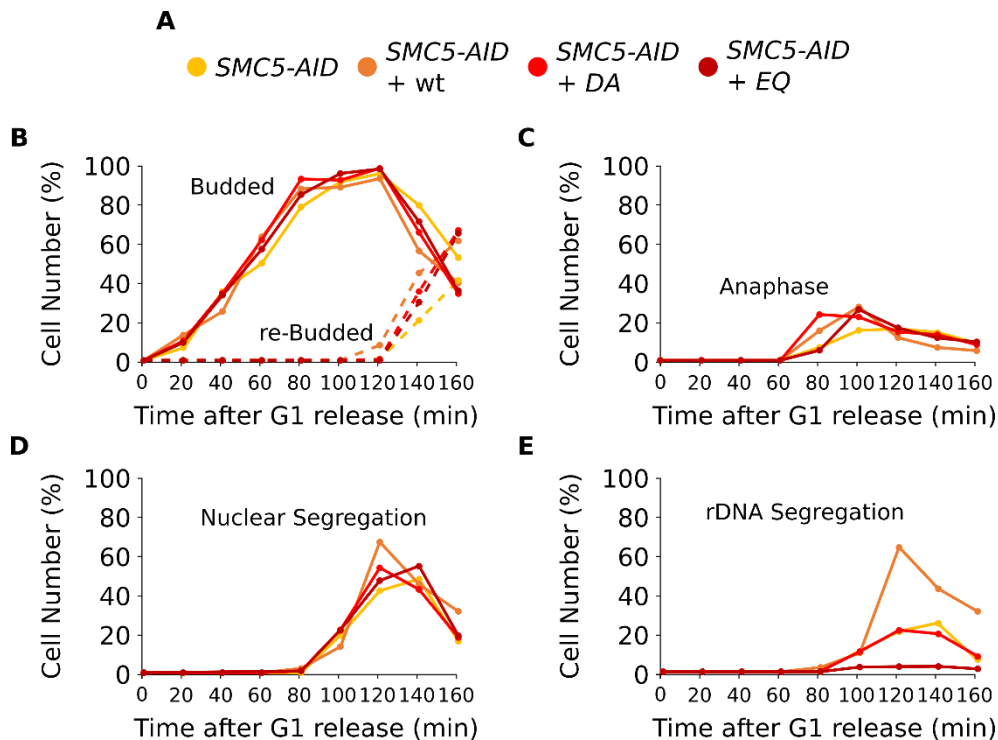 A
SMC5-AID
SMC5-AID
+ wt
SMC5-AID
+ DA
SMC5-AID
+ EQ
B
Cell Number (%)
100
80
60
40
20
0
Budded
re-Budded
0 20 40 60 80 100 120 140 160
Time after G1 release (min)
C
Cell Number (%)
100
80
60
40
20
0
Anaphase
0 20 40 60 80 100 120 140 160
Time after G1 release (min)
D
Cell Number (%)
100
80
60
40
20
0
Nuclear Segregation
0 20 40 60 80 100 120 140 160
Time after G1 release (min)
E
Cell Number (%)
100
80
60
40
20
0
rDNA Segregation
0 20 40 60 80 100 120 140 160
Time after G1 release (min)